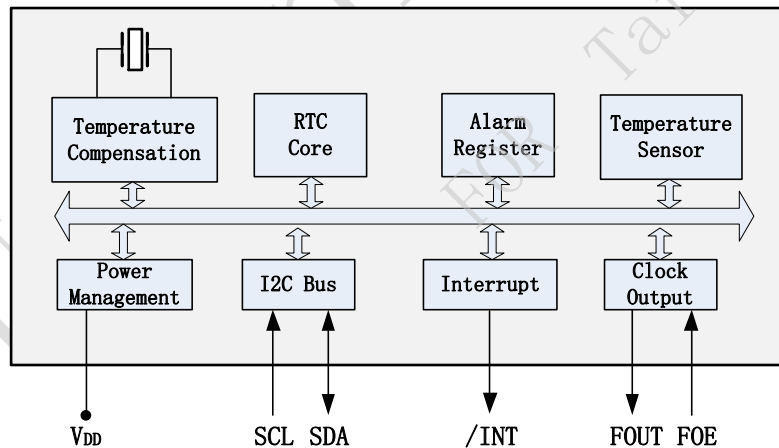 Temperature
Compensation
RTC
Core
Alarm
Register
Temperature
Sensor
FOR
Power
Management
I2C Bus
Interrupt
Clock
Output
VDD
SCL
SDA
/INT
FOUT
FOE